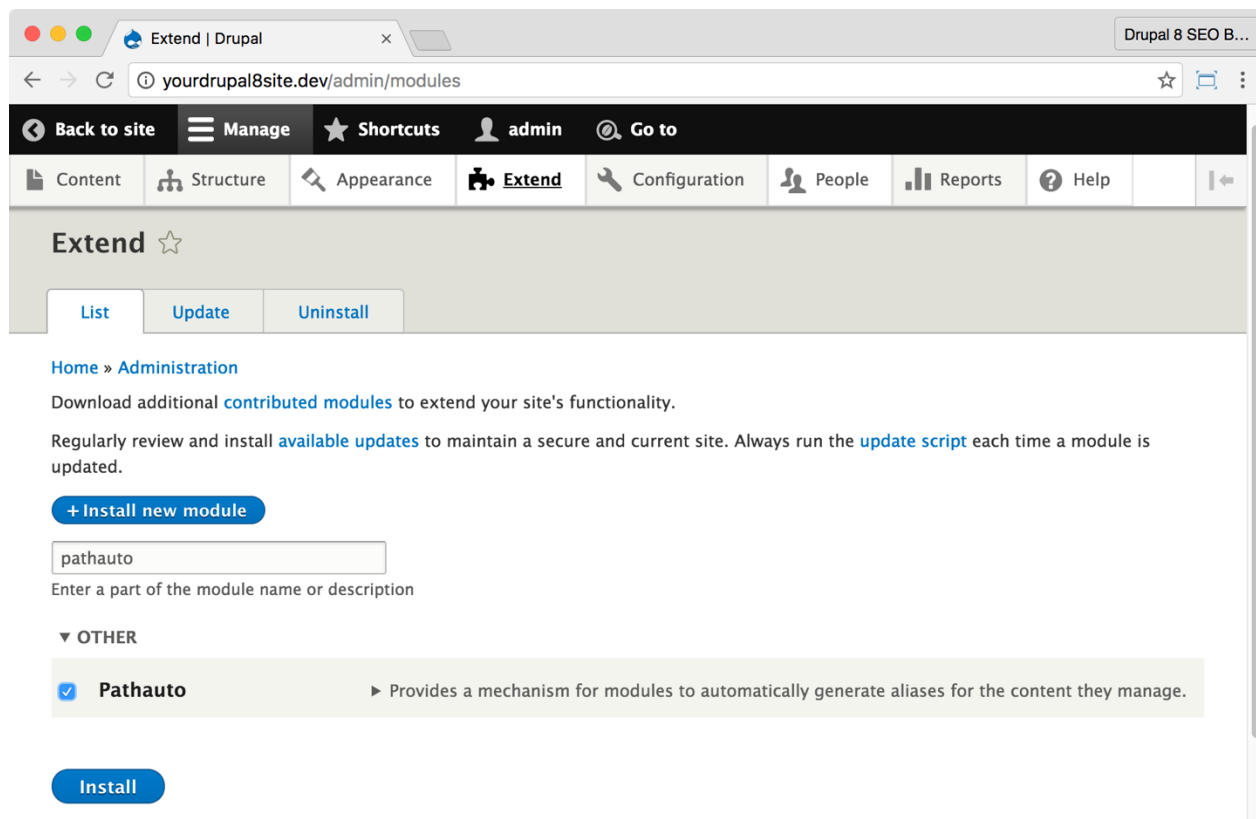 Extend | Drupal
Drupal 8 SEO B...
yourdrupal8site.dev/admin/modules
Back to site Manage Shortcuts admin Go to
Content Structure Appearance Extend Configuration People Reports Help
Extend
List Update Uninstall
Home » Administration
Download additional contributed modules to extend your site's functionality.
Regularly review and install available updates to maintain a secure and current site. Always run the update script each time a module is
updated.
+ Install new module
pathauto
Enter a part of the module name or description
▼ OTHER
Pathauto ▶ Provides a mechanism for modules to automatically generate aliases for the content they manage.
Install